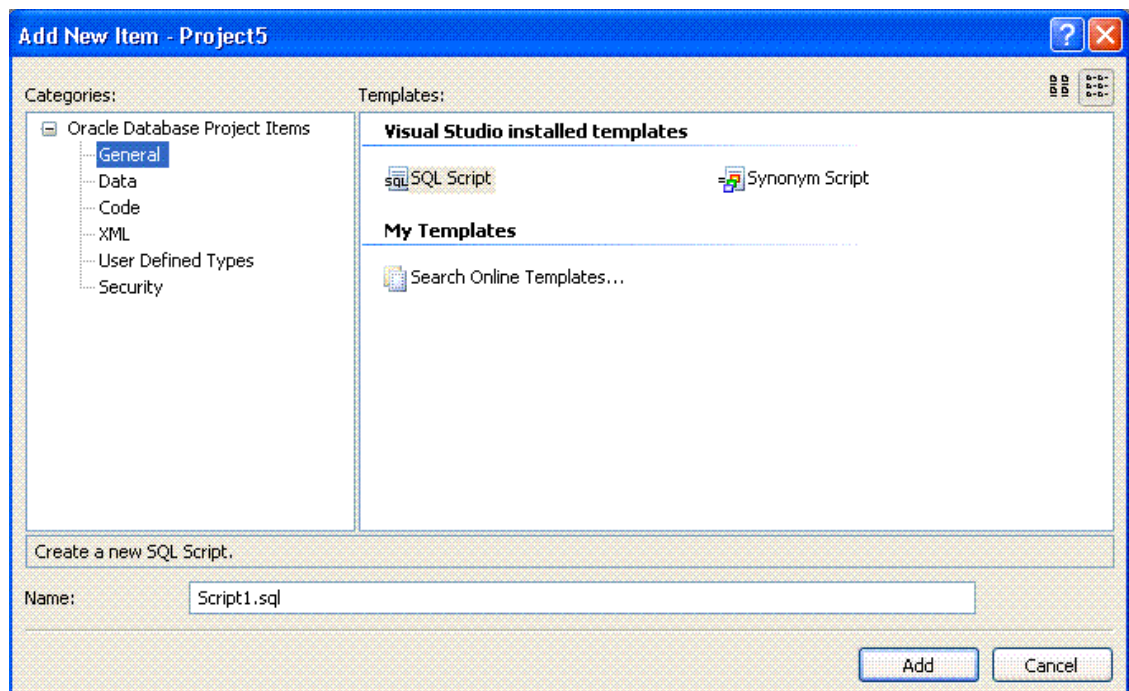 Add New Item - Project5
Categories:
Templates:
Oracle Database Project Items
General
Data
Code
XML
User Defined Types
Security
Visual Studio installed templates
SQL Script
Synonym Script
My Templates
Search Online Templates...
Create a new SQL Script.
Name: Script1.sql
Add Cancel